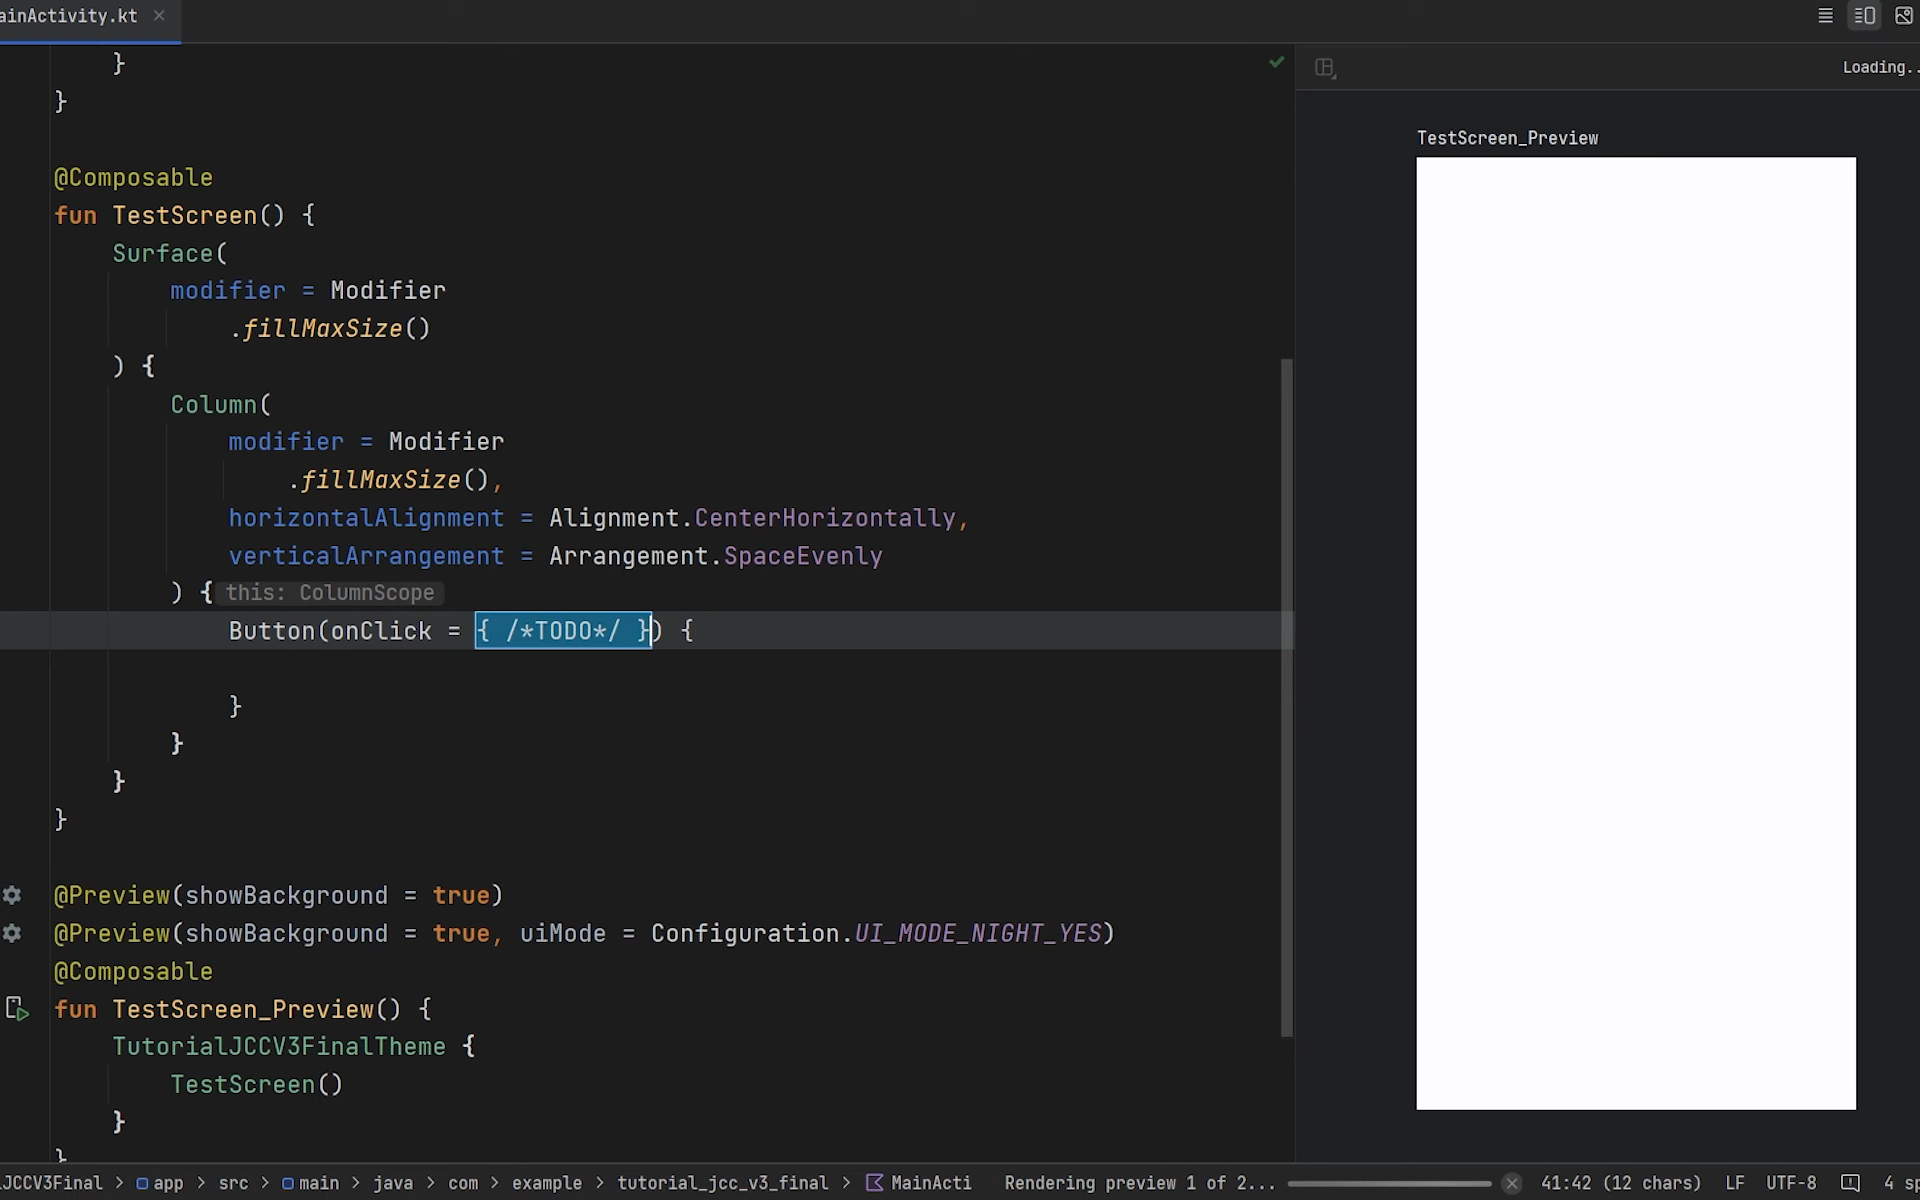 ainActivity.kt
Loading..
TestScreen_Preview
}
}
@Composable
fun TestScreen() {
Surface(
modifier = Modifier
.fillMaxSize()
) {
Column(
modifier = Modifier
.fillMaxSize(),
horizontalAlignment = Alignment.CenterHorizontally,
verticalArrangement = Arrangement.SpaceEvenly
) { this: ColumnScope
Button(onClick = { /*TODO*/ }) {
}
}
}
}
@Preview(showBackground = true)
@Preview(showBackground = true, uiMode = Configuration.UI_MODE_NIGHT_YES)
@Composable
fun TestScreen_Preview() {
TutorialJCCV3FinalTheme {
TestScreen()
}
}
JCCV3Final > app > src > main > java > com > example > tutorial_jcc_v3_final > MainActi Rendering preview 1 of 2... 41:42 (12 chars) LF UTF-8 4 sp